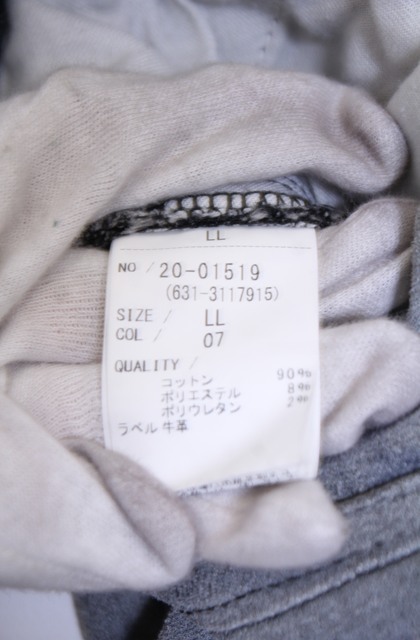 LL
NO / 20-01519
(631-3117915)
SIZE / LL
COL / 07
QUALITY /
コットン 90%
ポリエステル 8%
ポリウレタン 2%
ラベル 牛革